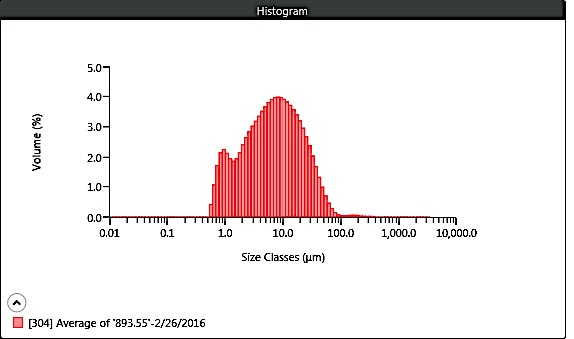 Histogram
5.0
4.0
3.0
2.0
1.0
0.0
Volume (%)
0.01 0.1 1.0 10.0 100.0 1,000.0 10,000.0
Size Classes (µm)
[304] Average of '893.55'-2/26/2016